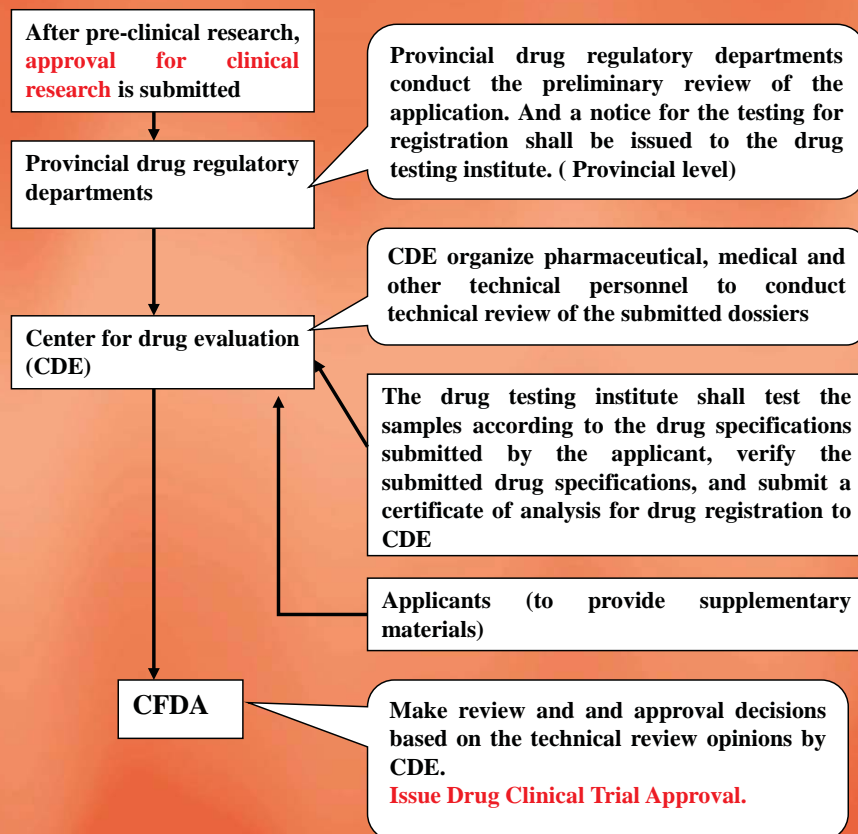 After pre-clinical research,
approval for clinical
research is submitted
Provincial drug regulatory departments
conduct the preliminary review of the
application. And a notice for the testing for
registration shall be issued to the drug
testing institute. ( Provincial level)
Provincial drug regulatory
departments
CDE organize pharmaceutical, medical and
other technical personnel to conduct
technical review of the submitted dossiers
Center for drug evaluation
(CDE)
The drug testing institute shall test the
samples according to the drug specifications
submitted by the applicant, verify the
submitted drug specifications, and submit a
certificate of analysis for drug registration to
CDE
Applicants (to provide supplementary
materials)
CFDA
Make review and and approval decisions
based on the technical review opinions by
CDE.
Issue Drug Clinical Trial Approval.